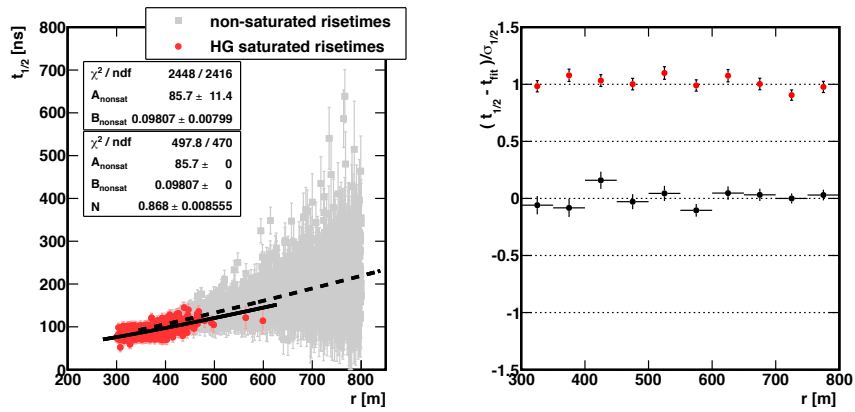 non-saturated risetimes
HG saturated risetimes
t1/2 [ns]
800
700
600
500
400
300
200
100
0
χ² / ndf 2448 / 2416
Anonsat 85.7 ± 11.4
Bnonsat 0.09807 ± 0.00799
χ² / ndf 497.8 / 470
Anonsat 85.7 ± 0
Bnonsat 0.09807 ± 0
N 0.868 ± 0.008555
200 300 400 500 600 700 800
r [m]
( t1/2 - tfit )/σ1/2
1.5
1
0.5
0
-0.5
-1
-1.5
300 400 500 600 700 800
r [m]